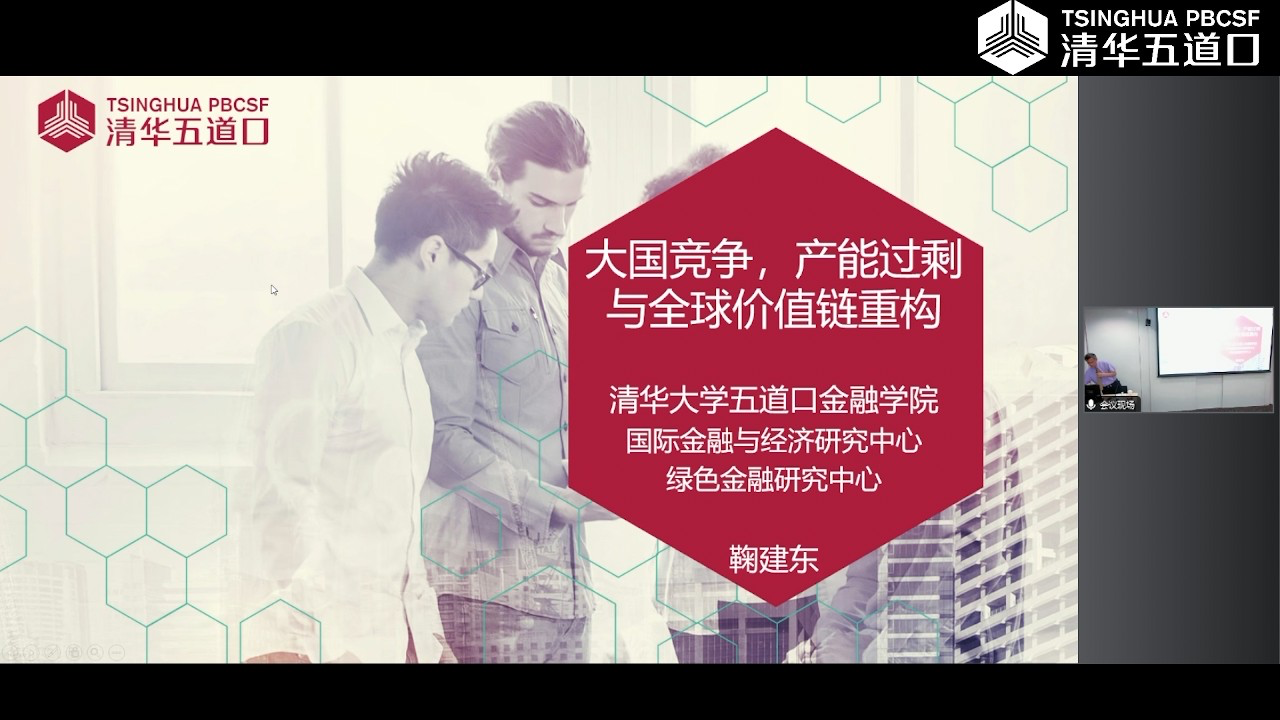 TSINGHUA PBCSF
清华五道口
TSINGHUA PBCSF
清华五道口
大国竞争，产能过剩
与全球价值链重构
清华大学五道口金融学院
国际金融与经济研究中心
绿色金融研究中心
鞠建东
会议现场